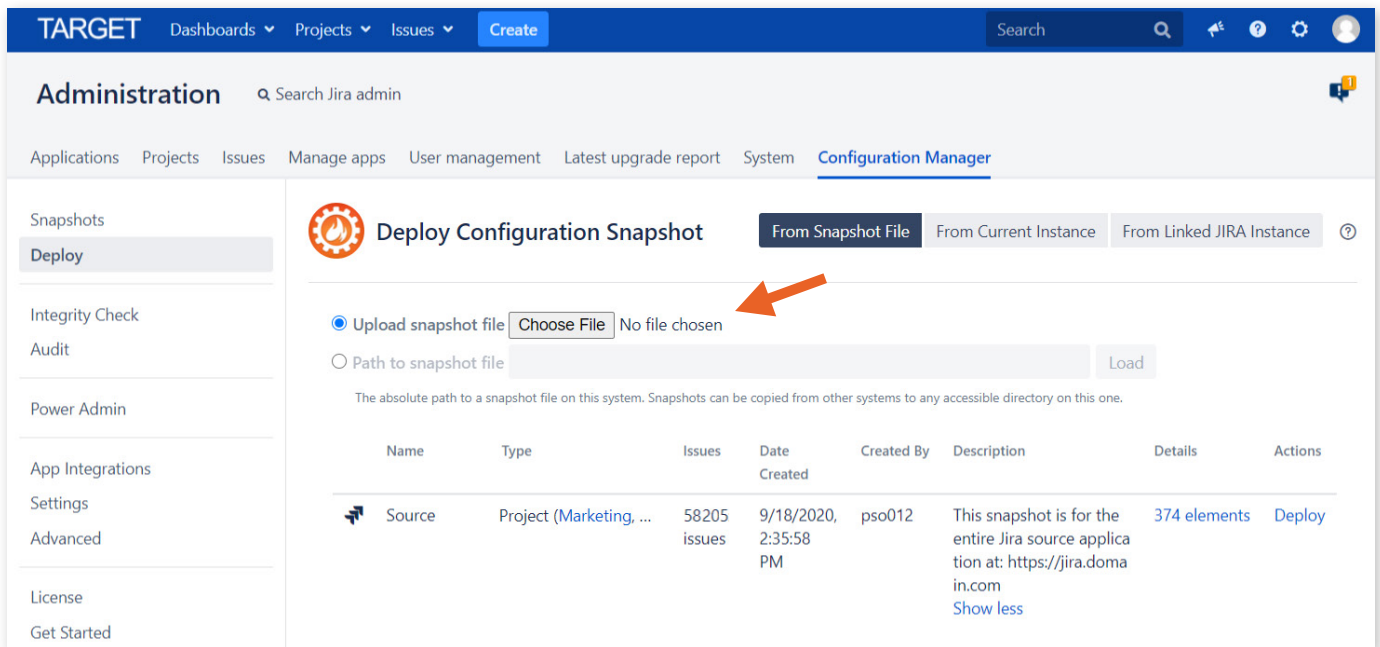 TARGET Dashboards Projects Issues Create Search
Administration Search Jira admin
1
Applications Projects Issues Manage apps User management Latest upgrade report System Configuration Manager
Snapshots
Deploy
Integrity Check
Audit
Power Admin
App Integrations
Settings
Advanced
License
Get Started
Deploy Configuration Snapshot From Snapshot File From Current Instance From Linked JIRA Instance
Upload snapshot file Choose File No file chosen
Path to snapshot file Load
The absolute path to a snapshot file on this system. Snapshots can be copied from other systems to any accessible directory on this one.
Name Type Issues Date Created By Description Details Actions
Created
Source Project (Marketing, ... 58205 9/18/2020, pso012 This snapshot is for the 374 elements Deploy
issues 2:35:58 entire Jira source applica
PM tion at: https://jira.doma
in.com
Show less